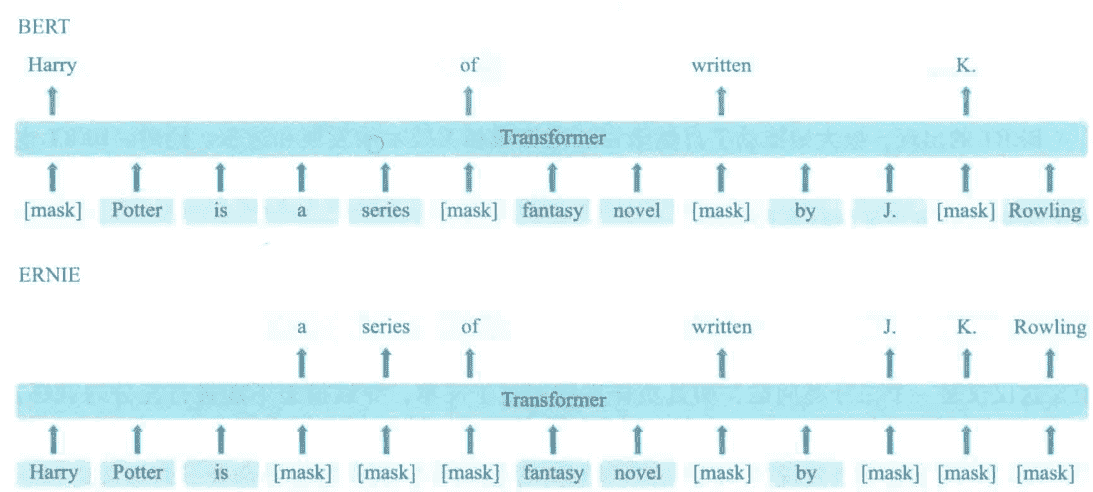 BERT
Harry of written K.
Transformer
[mask] Potter is a series [mask] fantasy novel [mask] by J. [mask] Rowling
ERNIE
a series of written J. K. Rowling
Transformer
Harry Potter is [mask] [mask] [mask] fantasy novel [mask] by [mask] [mask] [mask]